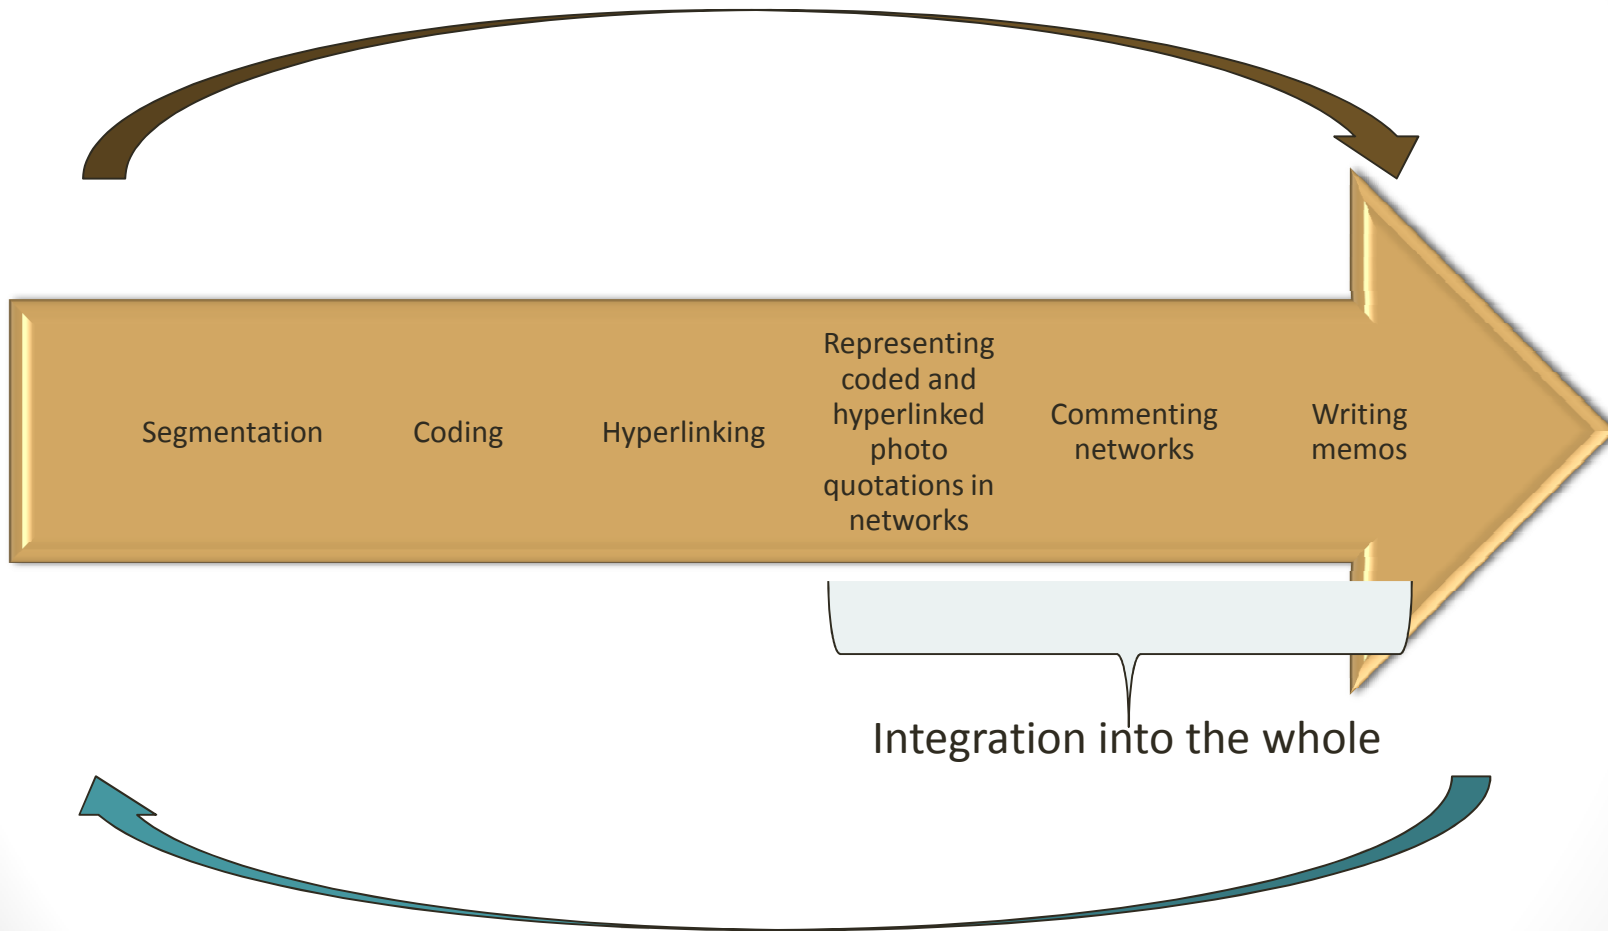 Segmentation
Coding
Hyperlinking
Representing
coded and
hyperlinked
photo
quotations in
networks
Commenting
networks
Writing
memos
Integration into the whole